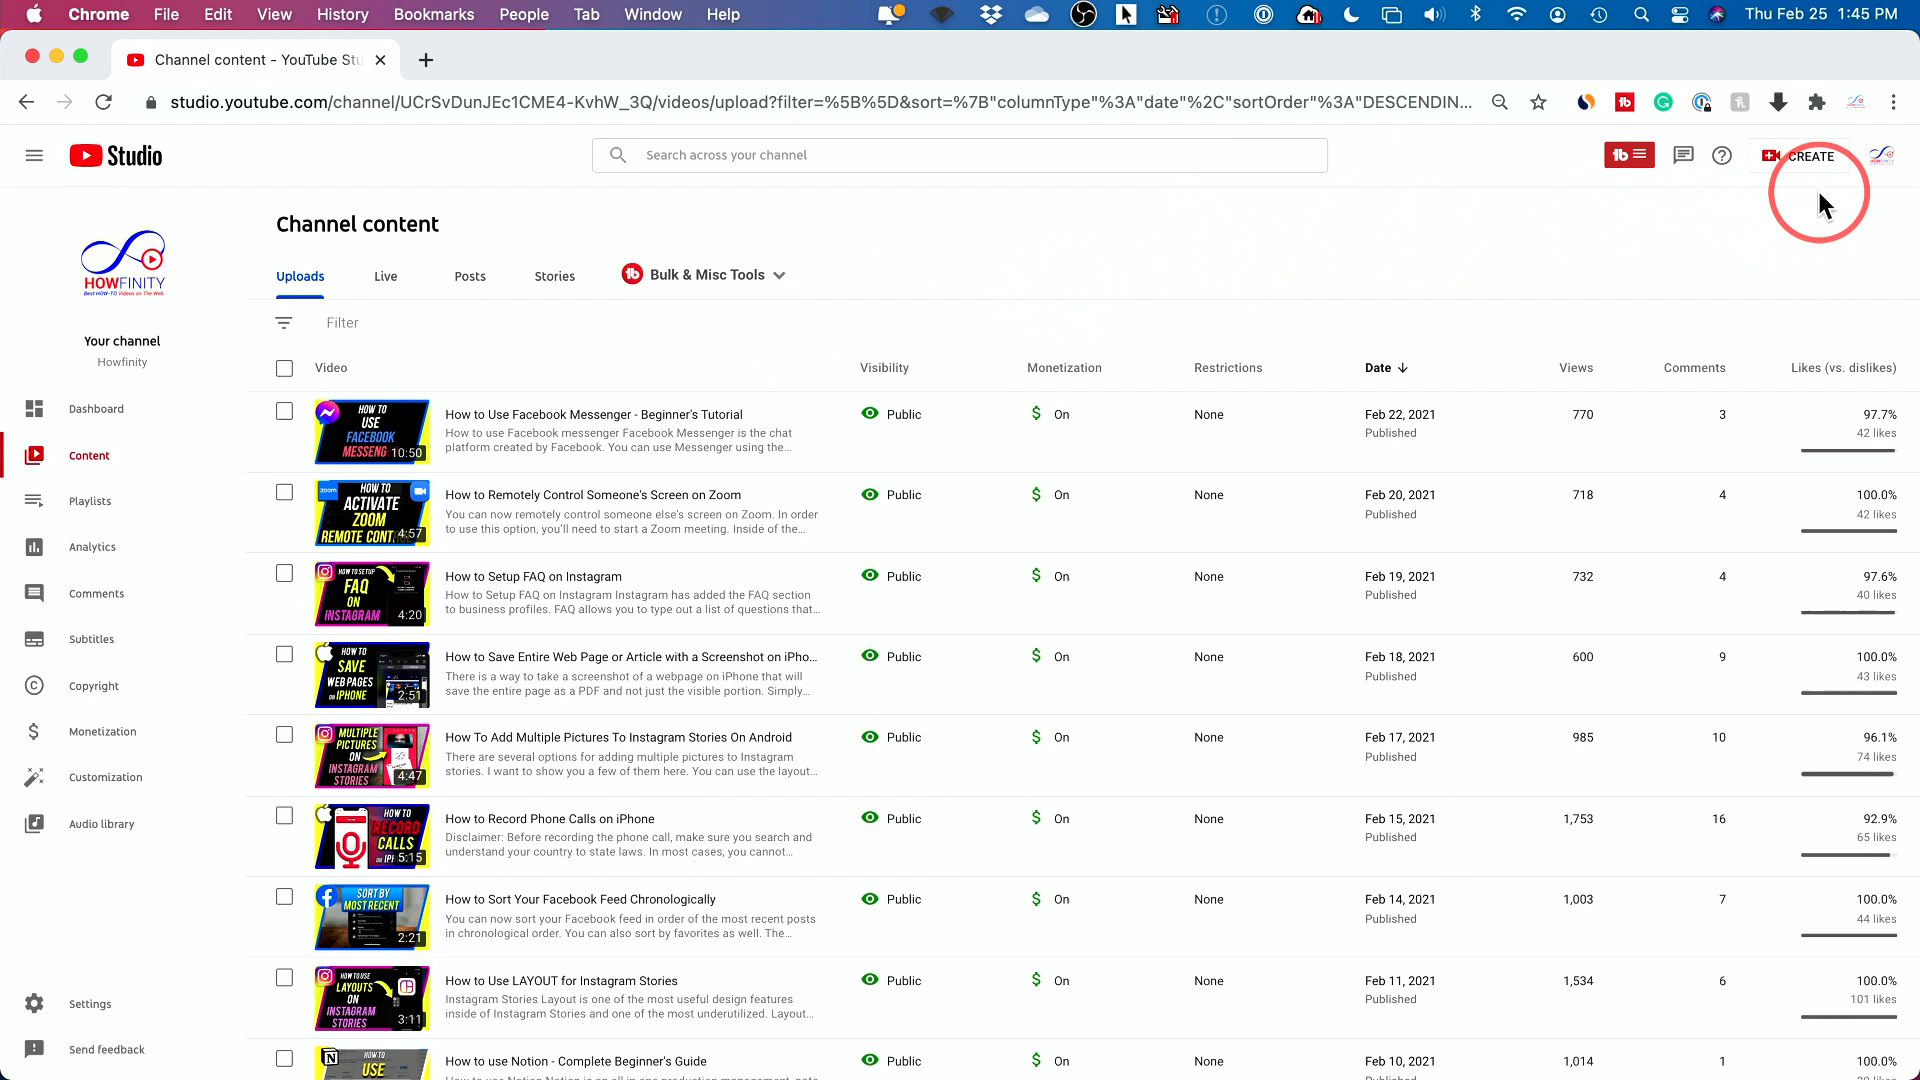 Chrome File Edit View History Bookmarks People Tab Window Help Thu Feb 25 1:45 PM
Channel content - YouTube Stu
studio.youtube.com/channel/UCrSvDunJEc1CME4-KvhW_3Q/videos/upload?filter=%5B%5D&sort=%7B"columnType"%3A"date"%2C"sortOrder"%3A"DESCENDIN...
Studio
Search across your channel
CREATE
Channel content
Uploads Live Posts Stories Bulk & Misc Tools
HOWFINITY
Best HOW-TO Videos on The Web
Your channel
Howfinity
Dashboard
Content
Playlists
Analytics
Comments
Subtitles
Copyright
Monetization
Customization
Audio library
Settings
Send feedback
Filter
Video Visibility Monetization Restrictions Date Views Comments Likes (vs. dislikes)
HOW TO
USE
FACEBOOK
MESSENG
10:50
How to Use Facebook Messenger - Beginner's Tutorial Public On None Feb 22, 2021 770 3 97.7%
How to use Facebook messenger Facebook Messenger is the chat Published 42 likes
platform created by Facebook. You can use Messenger using the...
zoom
HOW TO
ACTIVATE
ZOOM
REMOTE CONT
4:57
How to Remotely Control Someone's Screen on Zoom Public On None Feb 20, 2021 718 4 100.0%
You can now remotely control someone else's screen on Zoom. In order Published 42 likes
to use this option, you'll need to start a Zoom meeting. Inside of the...
HOW TO SETUP
FAQ
ON
INSTAGRAM
4:20
How to Setup FAQ on Instagram Public On None Feb 19, 2021 732 4 97.6%
How to Setup FAQ on Instagram Instagram has added the FAQ section Published 40 likes
to business profiles. FAQ allows you to type out a list of questions that...
HOW TO
SAVE
WEB PAGES
ON IPHONE
2:51
How to Save Entire Web Page or Article with a Screenshot on iPho... Public On None Feb 18, 2021 600 9 100.0%
There is a way to take a screenshot of a webpage on iPhone that will Published 43 likes
save the entire page as a PDF and not just the visible portion. Simply...
MULTIPLE
PICTURES
ON
INSTAGRAM
STORIES
4:47
How To Add Multiple Pictures To Instagram Stories On Android Public On None Feb 17, 2021 985 10 96.1%
There are several options for adding multiple pictures to Instagram Published 74 likes
stories. I want to show you a few of them here. You can use the layout...
HOW TO
RECORD
CALLS
ON IPH
5:15
How to Record Phone Calls on iPhone Public On None Feb 15, 2021 1,753 16 92.9%
Disclaimer: Before recording the phone call, make sure you search and Published 65 likes
understand your country to state laws. In most cases, you cannot...
SORT BY
MOST RECENT
2:21
How to Sort Your Facebook Feed Chronologically Public On None Feb 14, 2021 1,003 7 100.0%
You can now sort your Facebook feed in order of the most recent posts Published 44 likes
in chronological order. You can also sort by favorites as well. The...
HOW TO USE
LAYOUTS
ON
INSTAGRAM
STORIES
3:11
How to Use LAYOUT for Instagram Stories Public On None Feb 11, 2021 1,534 6 100.0%
Instagram Stories Layout is one of the most useful design features Published 101 likes
inside of Instagram Stories and one of the most underutilized. Layout...
HOW TO
USE
How to use Notion - Complete Beginner's Guide Public On None Feb 10, 2021 1,014 1 100.0%